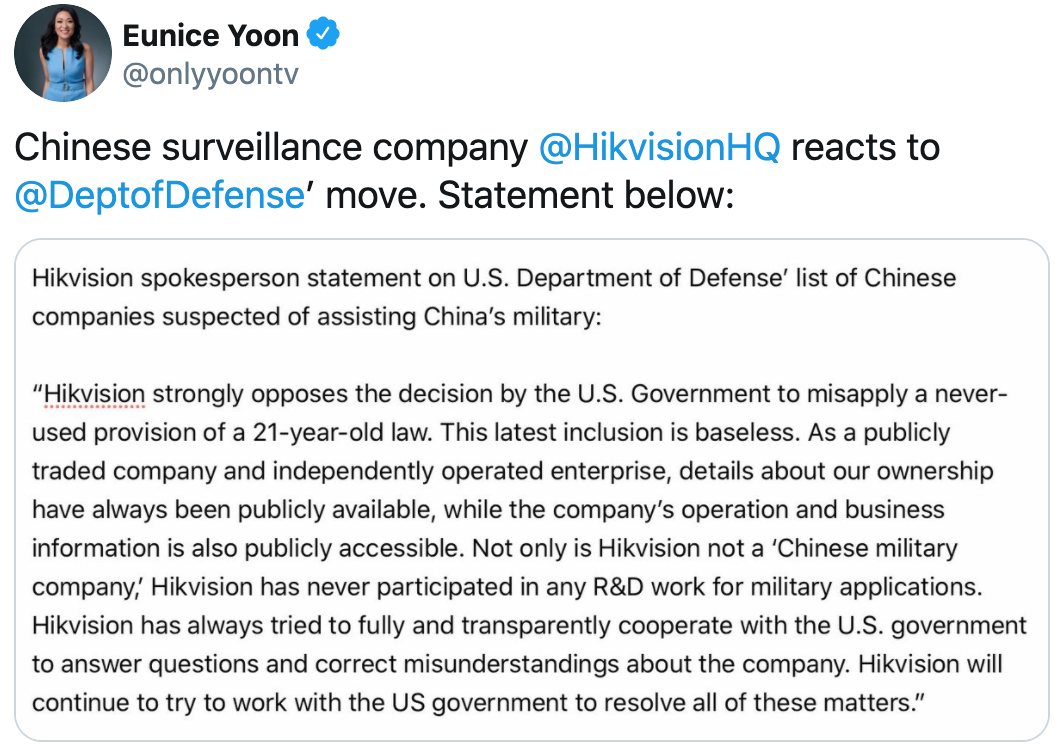 Eunice Yoon
@onlyyoontv
Chinese surveillance company @HikvisionHQ reacts to
@DeptofDefense’ move. Statement below:
Hikvision spokesperson statement on U.S. Department of Defense’ list of Chinese
companies suspected of assisting China’s military:
“Hikvision strongly opposes the decision by the U.S. Government to misapply a never-
used provision of a 21-year-old law. This latest inclusion is baseless. As a publicly
traded company and independently operated enterprise, details about our ownership
have always been publicly available, while the company’s operation and business
information is also publicly accessible. Not only is Hikvision not a ‘Chinese military
company,’ Hikvision has never participated in any R&D work for military applications.
Hikvision has always tried to fully and transparently cooperate with the U.S. government
to answer questions and correct misunderstandings about the company. Hikvision will
continue to try to work with the US government to resolve all of these matters.”